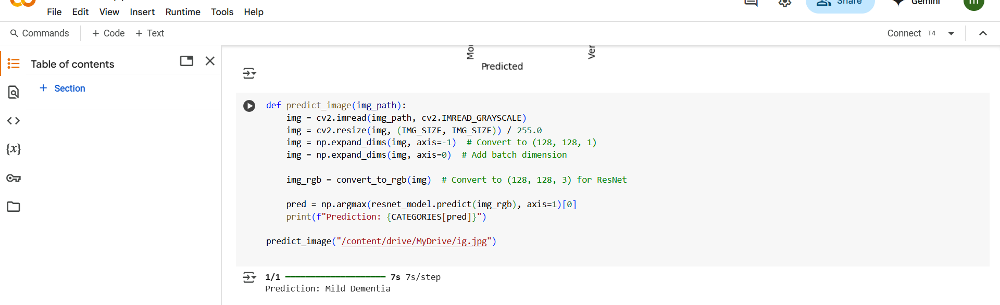 Share
Gemini
File Edit View Insert Runtime Tools Help
Commands + Code + Text
Connect T4
Table of contents
+ Section
Predicted
def predict_image(img_path):
    img = cv2.imread(img_path, cv2.IMREAD_GRAYSCALE)
    img = cv2.resize(img, (IMG_SIZE, IMG_SIZE)) / 255.0
    img = np.expand_dims(img, axis=-1)  # Convert to (128, 128, 1)
    img = np.expand_dims(img, axis=0)  # Add batch dimension
    img_rgb = convert_to_rgb(img)  # Convert to (128, 128, 3) for ResNet
    pred = np.argmax(resnet_model.predict(img_rgb), axis=1)[0]
    print(f"Prediction: {CATEGORIES[pred]}")
predict_image("/content/drive/MyDrive/ig.jpg")
1/1 ━━━━━━━━━━━━━━━━━━━━ 7s 7s/step
Prediction: Mild Dementia